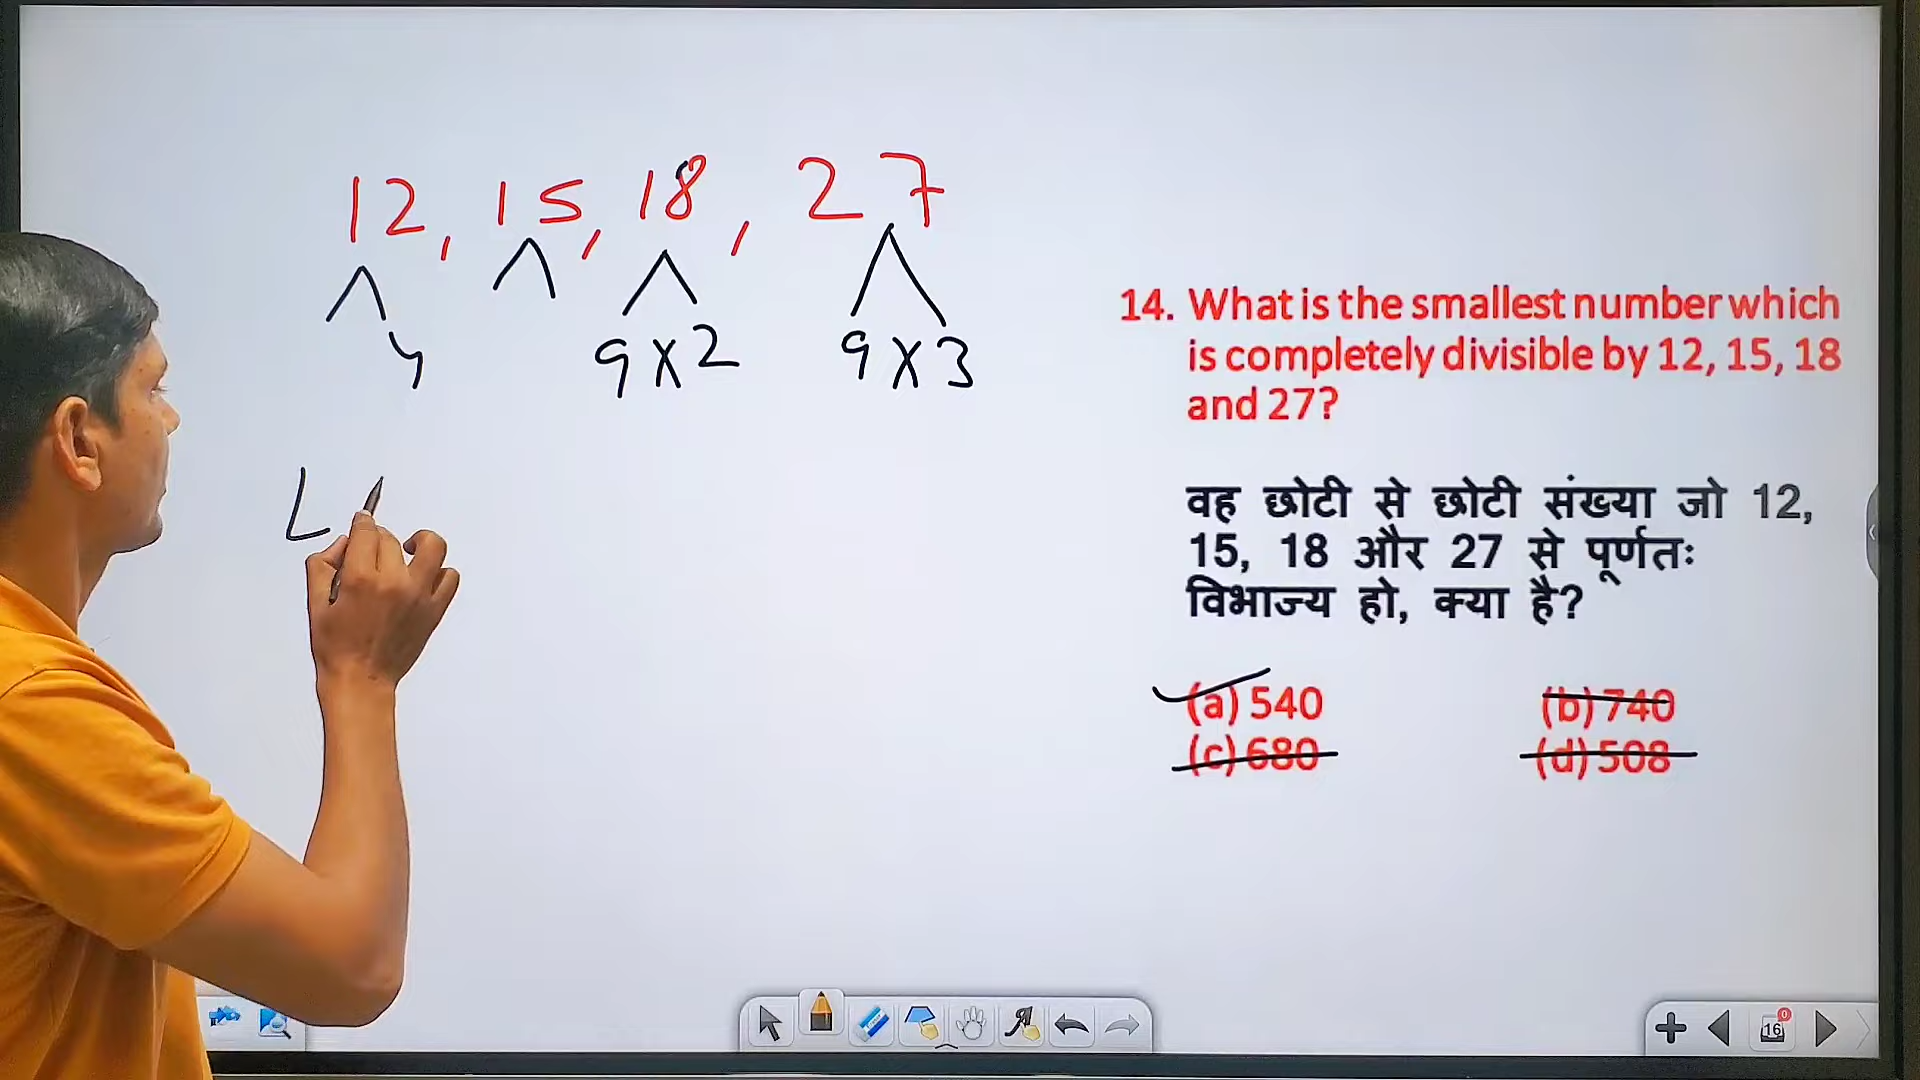 12, 15, 18, 27
4 9X2 9X3
L
14. What is the smallest number which
is completely divisible by 12, 15, 18
and 27?
वह छोटी से छोटी संख्या जो 12,
15, 18 और 27 से पूर्णतः
विभाज्य हो, क्या है?
(a) 540 (b) 740
(c) 680 (d) 508
16 0